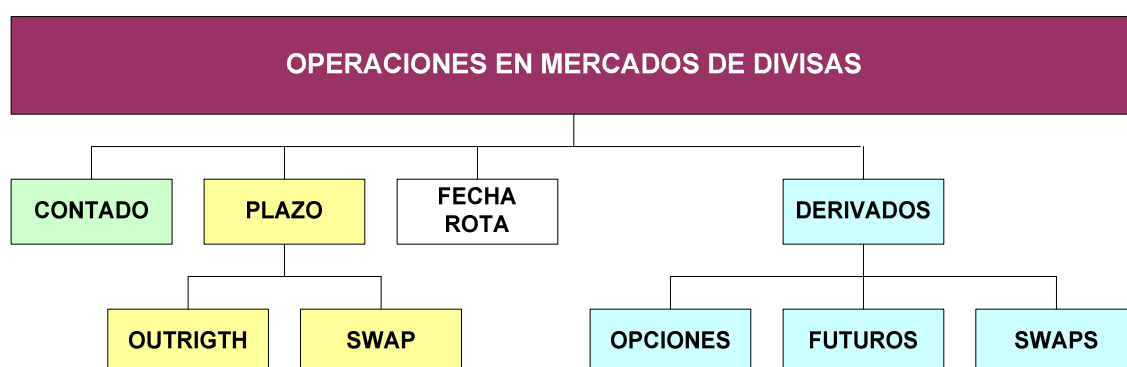 OPERACIONES EN MERCADOS DE DIVISAS
CONTADO
PLAZO
FECHA
ROTA
DERIVADOS
OUTRIGTH
SWAP
OPCIONES
FUTUROS
SWAPS